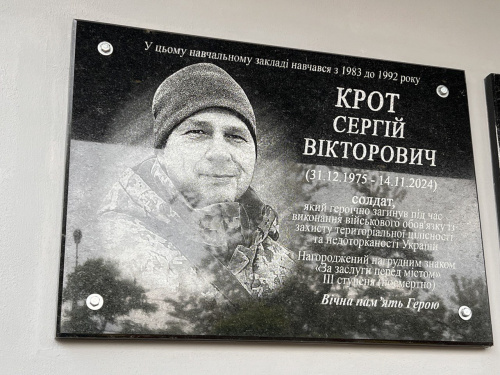 У цьому навчальному закладі навчався з 1983 до 1992 року
КРОТ
СЕРГІЙ
ВІКТОРОВИЧ
(31.12.1975 - 14.11.2024)
солдат,
який героїчно загинув під час
виконання військового обов'язку із
захисту територіальної цілісності
та недоторканості України
Нагороджений нагрудним знаком
«За заслуги перед містом»
ІІІ ступеня (посмертно)
Вічна пам'ять Герою